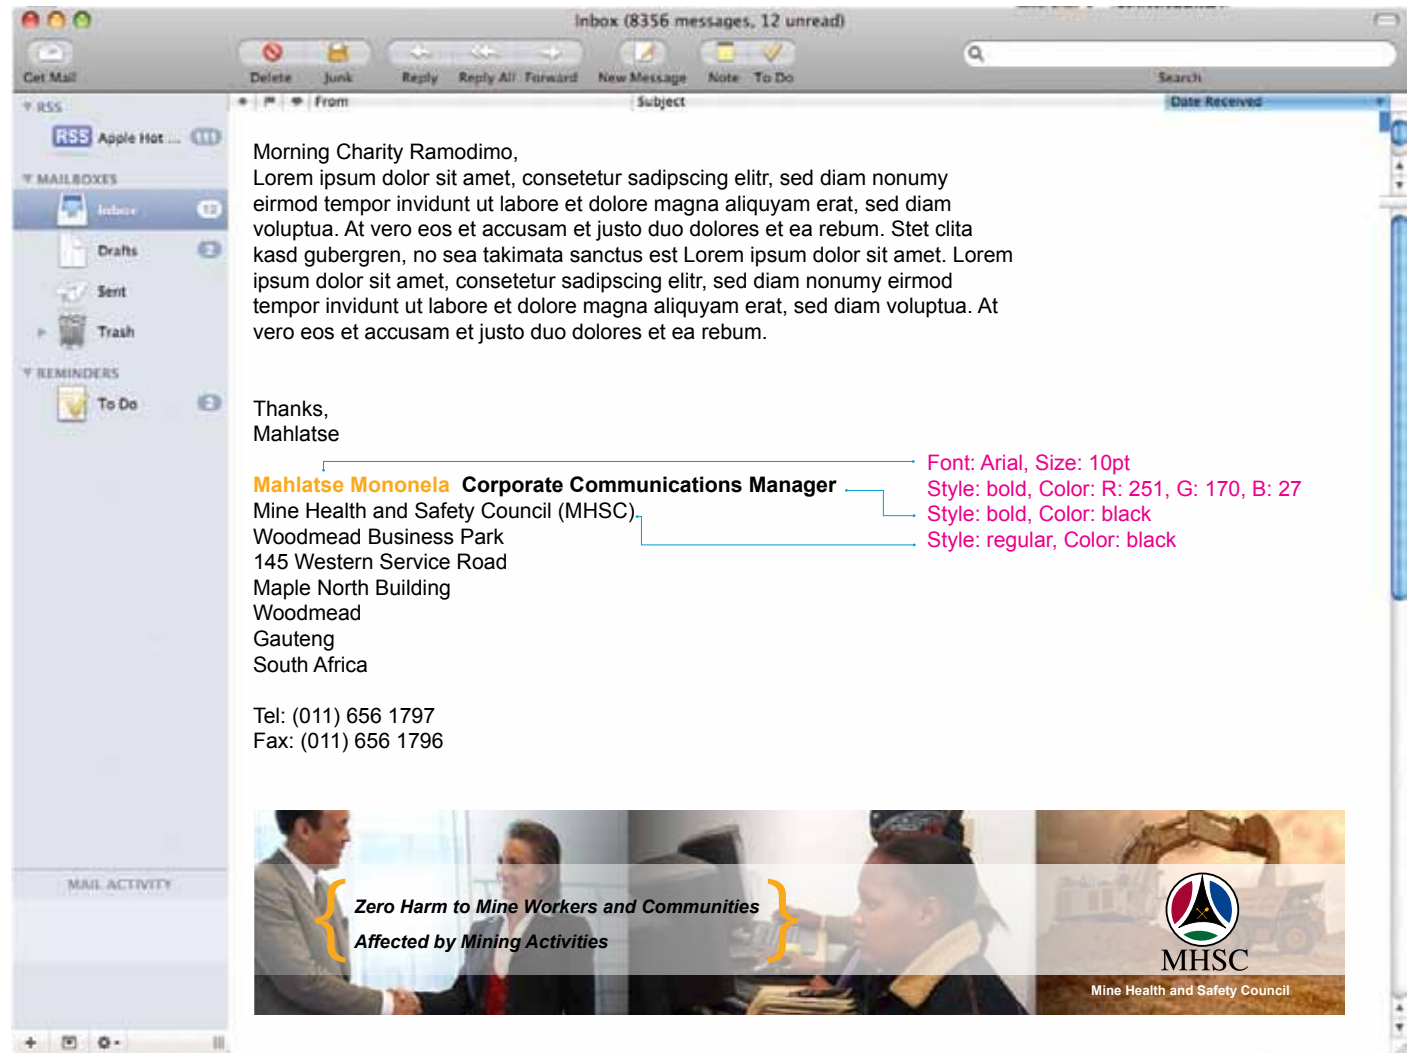 Inbox (8356 messages, 12 unread)
Get Mail
Delete
Junk
Reply
Reply All
Forward
New Message
Note
To Do
Search
From
Subject
Date Received
RSS
RSS Apple Hot ...
MAILBOXES
Inbox 12
Drafts 2
Sent
Trash
REMINDERS
To Do 2
MAIL ACTIVITY
Morning Charity Ramodimo,
Lorem ipsum dolor sit amet, consetetur sadipscing elitr, sed diam nonumy
eirmod tempor invidunt ut labore et dolore magna aliquyam erat, sed diam
voluptua. At vero eos et accusam et justo duo dolores et ea rebum. Stet clita
kasd gubergren, no sea takimata sanctus est Lorem ipsum dolor sit amet. Lorem
ipsum dolor sit amet, consetetur sadipscing elitr, sed diam nonumy eirmod
tempor invidunt ut labore et dolore magna aliquyam erat, sed diam voluptua. At
vero eos et accusam et justo duo dolores et ea rebum.
Thanks,
Mahlatse
Mahlatse Mononela Corporate Communications Manager
Mine Health and Safety Council (MHSC)
Woodmead Business Park
145 Western Service Road
Maple North Building
Woodmead
Gauteng
South Africa
Tel: (011) 656 1797
Fax: (011) 656 1796
Font: Arial, Size: 10pt
Style: bold, Color: R: 251, G: 170, B: 27
Style: bold, Color: black
Style: regular, Color: black
{ Zero Harm to Mine Workers and Communities
Affected by Mining Activities }
MHSC
Mine Health and Safety Council